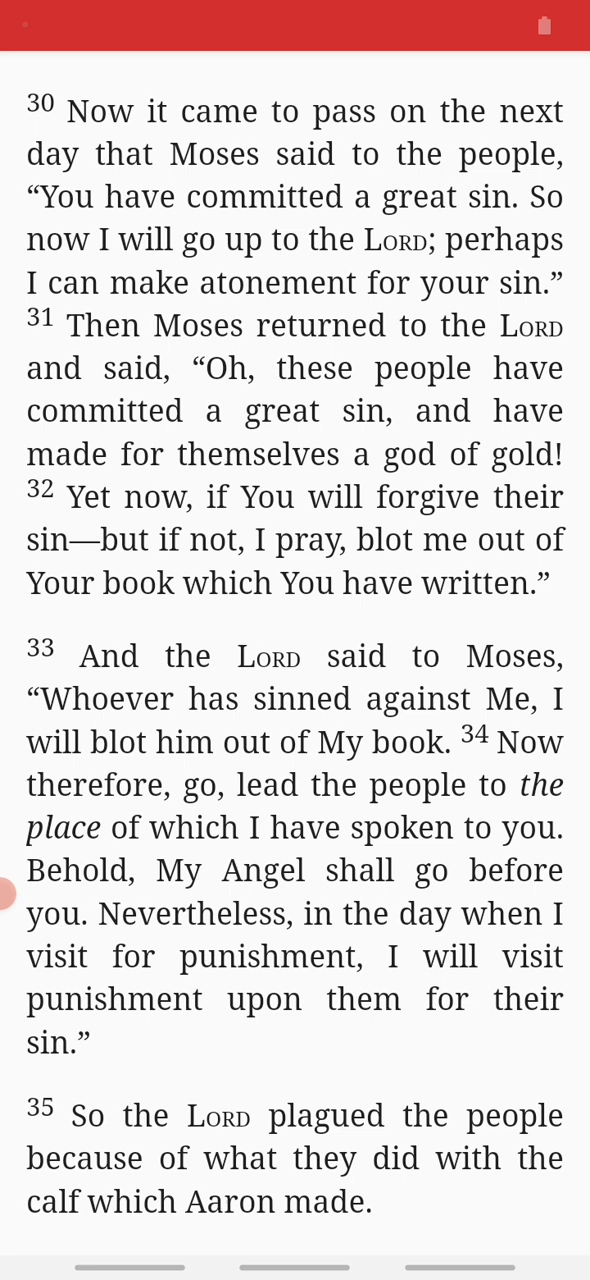 30 Now it came to pass on the next
day that Moses said to the people,
“You have committed a great sin. So
now I will go up to the LORD; perhaps
I can make atonement for your sin.”
31 Then Moses returned to the LORD
and said, “Oh, these people have
committed a great sin, and have
made for themselves a god of gold!
32 Yet now, if You will forgive their
sin—but if not, I pray, blot me out of
Your book which You have written.”
33 And the LORD said to Moses,
“Whoever has sinned against Me, I
will blot him out of My book. 34 Now
therefore, go, lead the people to the
place of which I have spoken to you.
Behold, My Angel shall go before
you. Nevertheless, in the day when I
visit for punishment, I will visit
punishment upon them for their
sin.”
35 So the LORD plagued the people
because of what they did with the
calf which Aaron made.